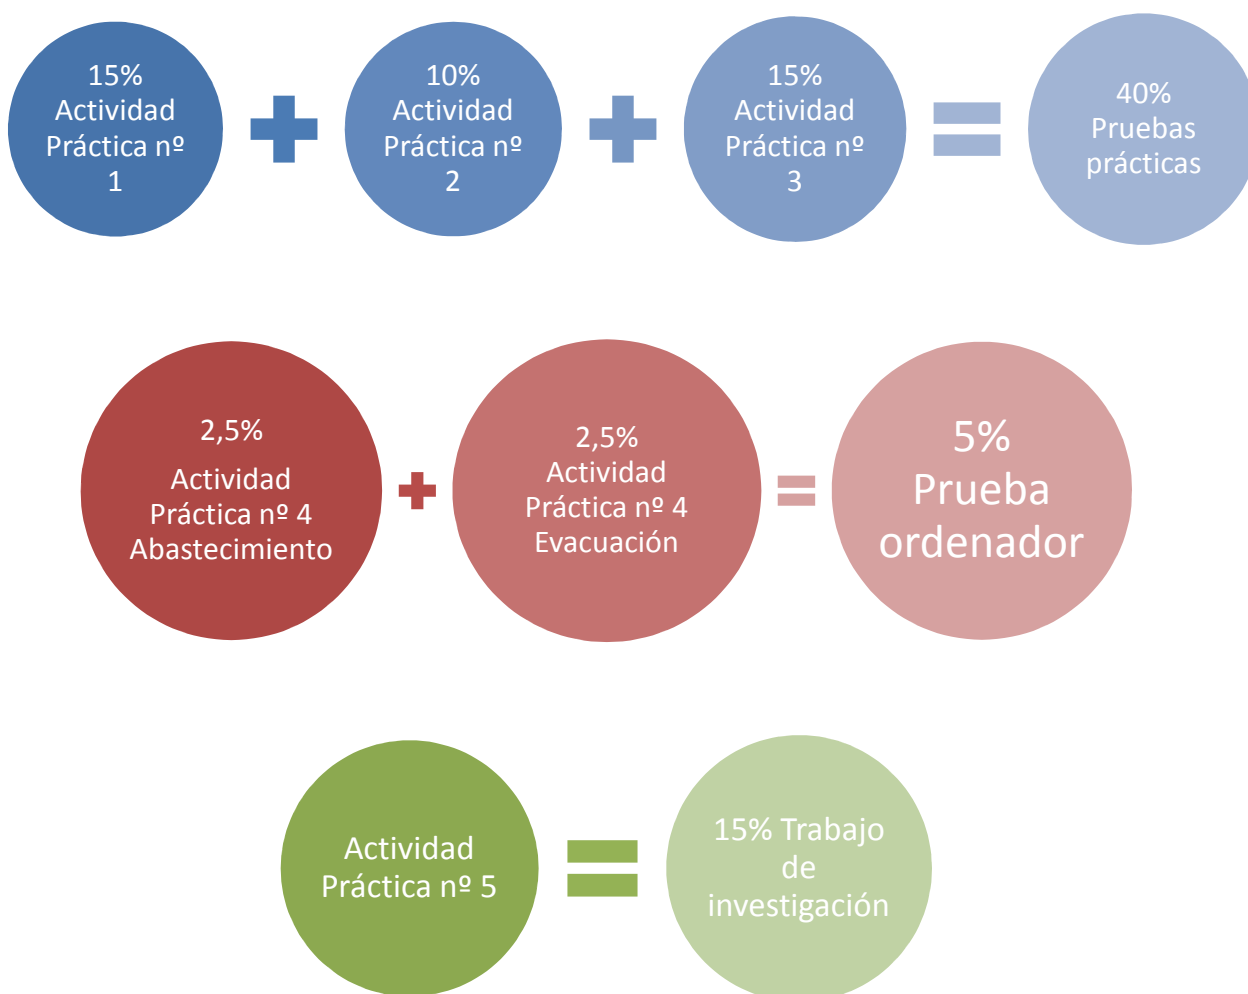 15%
Actividad
Práctica nº
1
10%
Actividad
Práctica nº
2
15%
Actividad
Práctica nº
3
40%
Pruebas
prácticas
2,5%
Actividad
Práctica nº 4
Abastecimiento
2,5%
Actividad
Práctica nº 4
Evacuación
5%
Prueba
ordenador
Actividad
Práctica nº 5
15% Trabajo
de
investigación